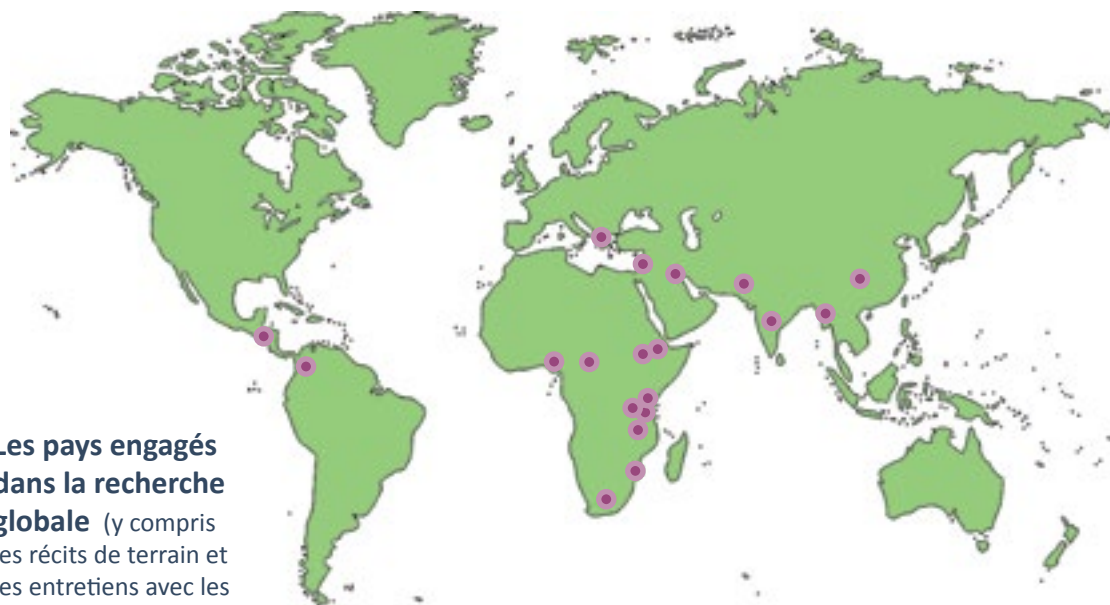 Les pays engagés
dans la recherche
globale (y compris
les récits de terrain et
les entretiens avec les